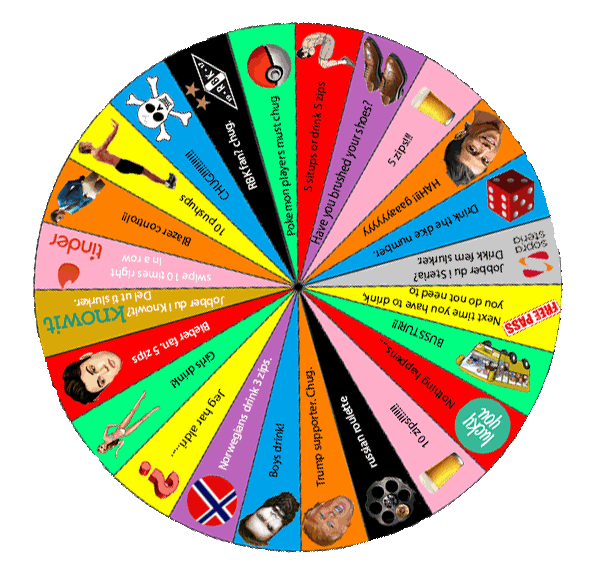 5 situps or drink 5 zips
Have you brushed your shoes?
5 zips!!!
HAH!! gaaayyyyy
Drink the dice number.
sopra
steria
Jobber du i Steria?
Drikk fem slurker.
FREE PASS
Next time you have to drink,
you do not need to
BUSSTUR!!
Nothing happens...
lucky
you.
10 zips!!!!!!
russian roulette
Trump supporter. Chug.
Boys drink!
Norwegians drink 3 zips.
Jeg har aldri....
Girls drink!
Bieber fan. 5 zips
knowit
Jobber du i Knowit?
Del ut ti slurker.
tinder
swipe 10 times right
in a row
Blazer control!!
10 pushups
CHUG!!!!!!!!!!
RBK fan? chug.
R.B.K.
Pokemon players must chug